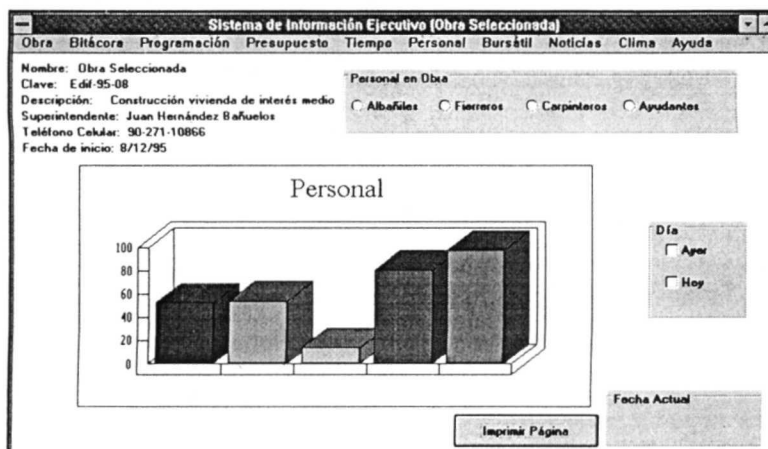 Sistema de Información Ejecutivo (Obra Seleccionada)
Obra Bitácora Programación Presupuesto Tiempo Personal Bursátil Noticias Clima Ayuda
Nombre: Obra Seleccionada
Clave: Edif-95-08
Descripción: Construcción vivienda de interés medio
Superintendente: Juan Hernández Bañuelos
Teléfono Celular: 90-271-10866
Fecha de inicio: 8/12/95
Personal en Obra
Albañiles Fierreros Carpinteros Ayudantes
Personal
100
80
60
40
20
0
Día
Ayer
Hoy
Fecha Actual
Imprimir Página